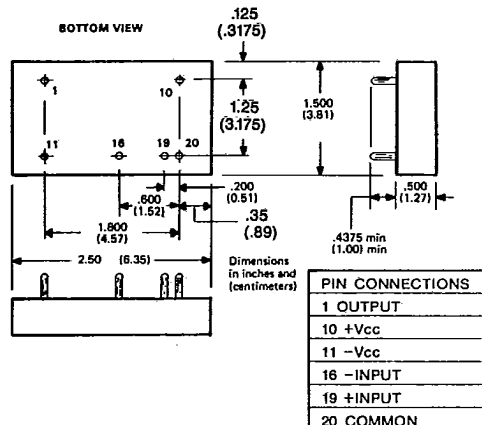 BOTTOM VIEW
.125
(.3175)
1
10
1.25
(3.175)
1.500
(3.81)
11
16
19
20
.200
(0.51)
.600
(1.52)
.35
(.89)
.500
(1.27)
1.800
(4.57)
.4375 min
(1.00) min
2.50 (6.35)
Dimensions
in inches and
(centimeters)
PIN CONNECTIONS
1 OUTPUT
10 +Vcc
11 -Vcc
16 -INPUT
19 +INPUT
20 COMMON